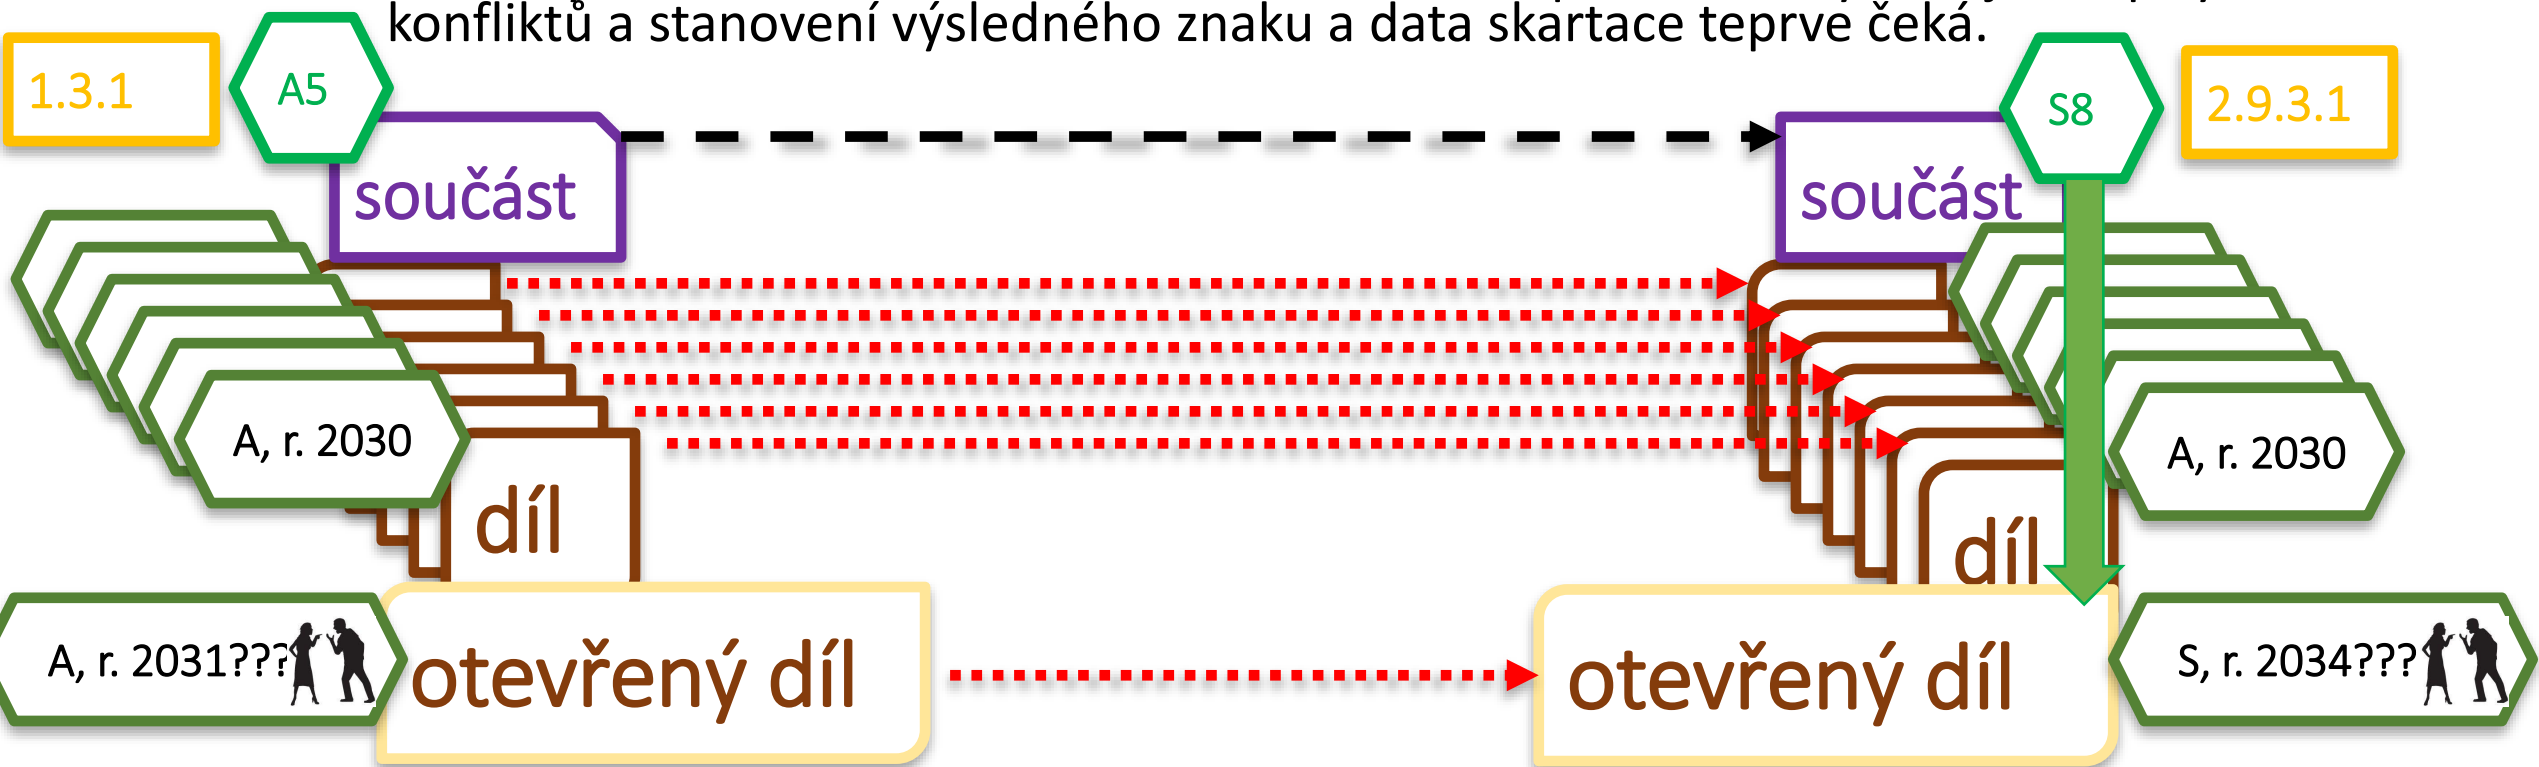 konfliktů a stanovení výsledného znaku a data skartace teprve čeká.
1.3.1
A5
S8
2.9.3.1
součást
součást
A, r. 2030
A, r. 2030
díl
díl
A, r. 2031???
otevřený díl
otevřený díl
S, r. 2034???